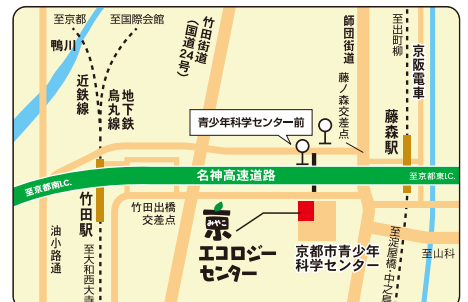 至京都
至国際会館
鴨川
近鉄線
地下鉄
烏丸線
竹田街道
(国道24号)
師団街道
藤ノ森交差点
至出町柳
京阪電車
青少年科学センター前
藤森駅
名神高速道路
至京都南I.C.
至京都東I.C.
竹田駅
竹田出橋
交差点
油小路通
至大和西大寺
京
みやこ
エコロジー
センター
京都市青少年
科学センター
至淀屋橋・中之島
至山科